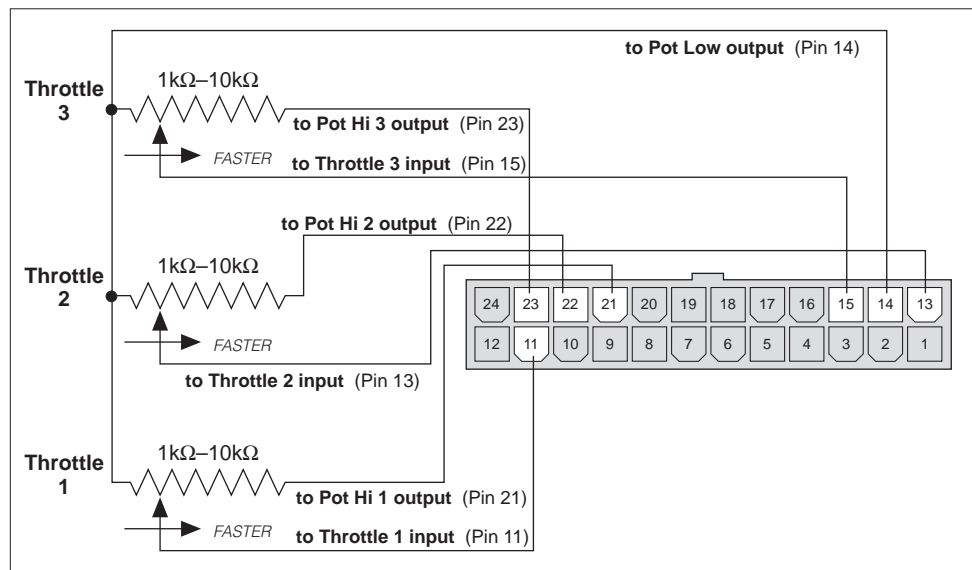 to Pot Low output (Pin 14)
Throttle
3
1kΩ–10kΩ
to Pot Hi 3 output (Pin 23)
FASTER
to Throttle 3 input (Pin 15)
to Pot Hi 2 output (Pin 22)
Throttle
2
1kΩ–10kΩ
FASTER
to Throttle 2 input (Pin 13)
24 23 22 21 20 19 18 17 16 15 14 13
12 11 10 9 8 7 6 5 4 3 2 1
Throttle
1
1kΩ–10kΩ
to Pot Hi 1 output (Pin 21)
FASTER
to Throttle 1 input (Pin 11)